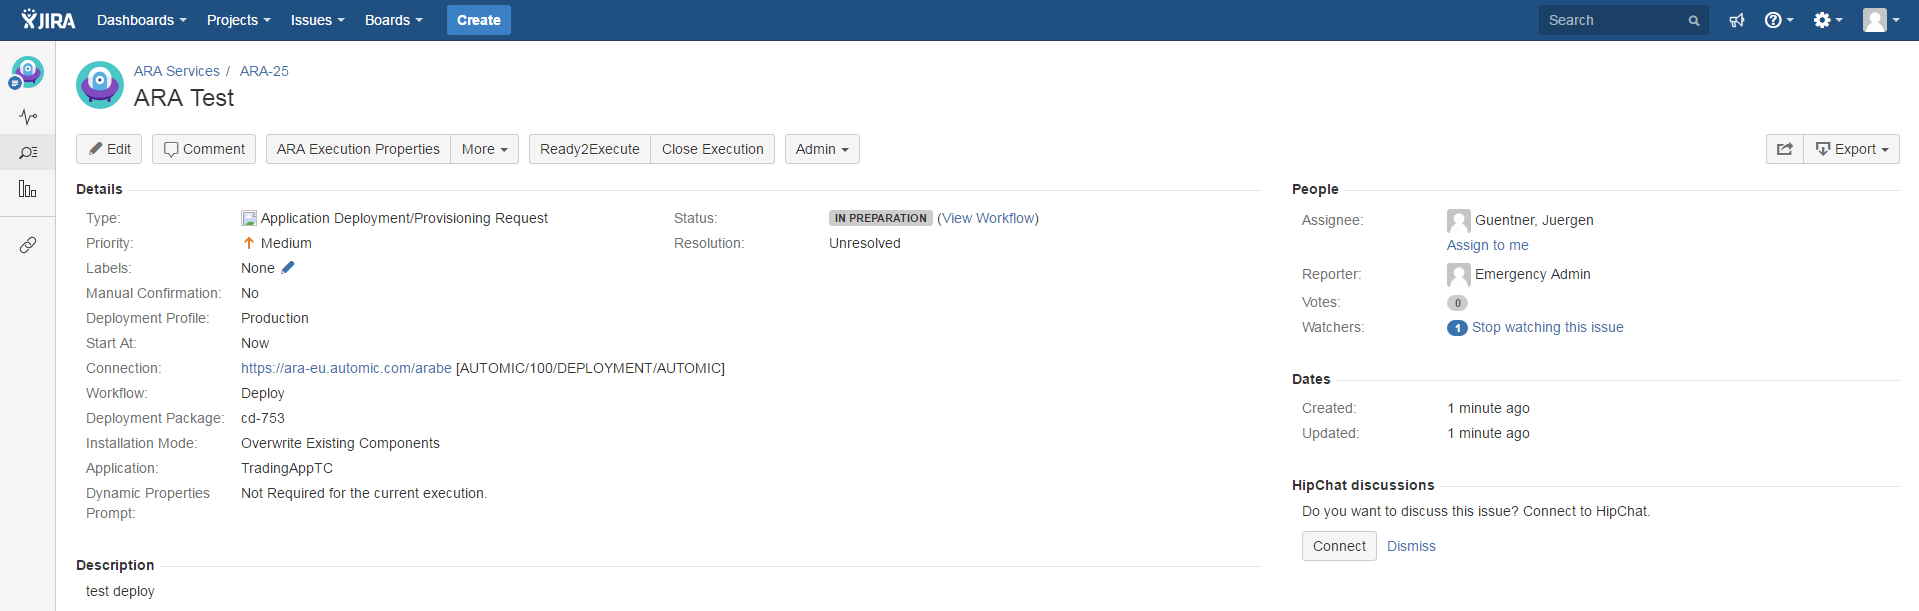 JIRA Dashboards Projects Issues Boards Create Search
ARA Services / ARA-25
ARA Test
Edit Comment ARA Execution Properties More Ready2Execute Close Execution Admin Export
Details
Type: Application Deployment/Provisioning Request Status: IN PREPARATION (View Workflow)
Priority: Medium Resolution: Unresolved
Labels: None
Manual Confirmation: No
Deployment Profile: Production
Start At: Now
Connection: https://ara-eu.automic.com/arabe [AUTOMIC/100/DEPLOYMENT/AUTOMIC]
Workflow: Deploy
Deployment Package: cd-753
Installation Mode: Overwrite Existing Components
Application: TradingAppTC
Dynamic Properties Not Required for the current execution.
Prompt:
Description
test deploy
People
Assignee: Guentner, Juergen
Assign to me
Reporter: Emergency Admin
Votes: 0
Watchers: 1 Stop watching this issue
Dates
Created: 1 minute ago
Updated: 1 minute ago
HipChat discussions
Do you want to discuss this issue? Connect to HipChat.
Connect Dismiss